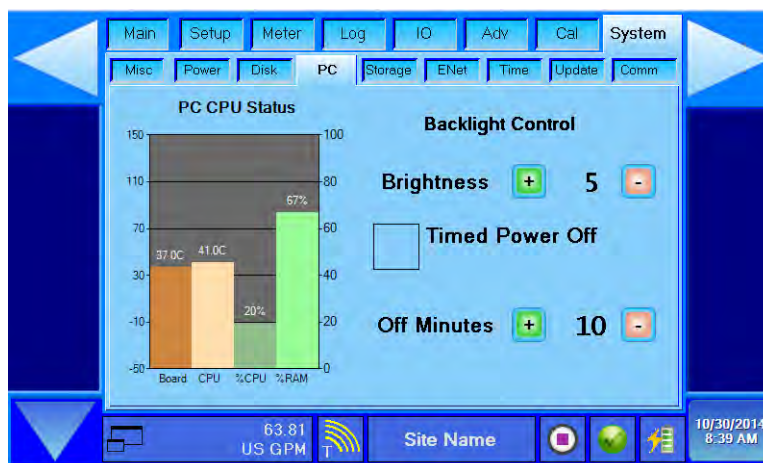 Main Setup Meter Log IO Adv Cal System
Misc Power Disk PC Storage ENet Time Update Comm
PC CPU Status
150
110
70
30
-10
-50
100
80
60
40
20
0
37.0C
41.0C
20%
67%
Board CPU %CPU %RAM
Backlight Control
Brightness + 5 -
Timed Power Off
Off Minutes + 10 -
63.81
US GPM
T
Site Name
10/30/2014
8:39 AM